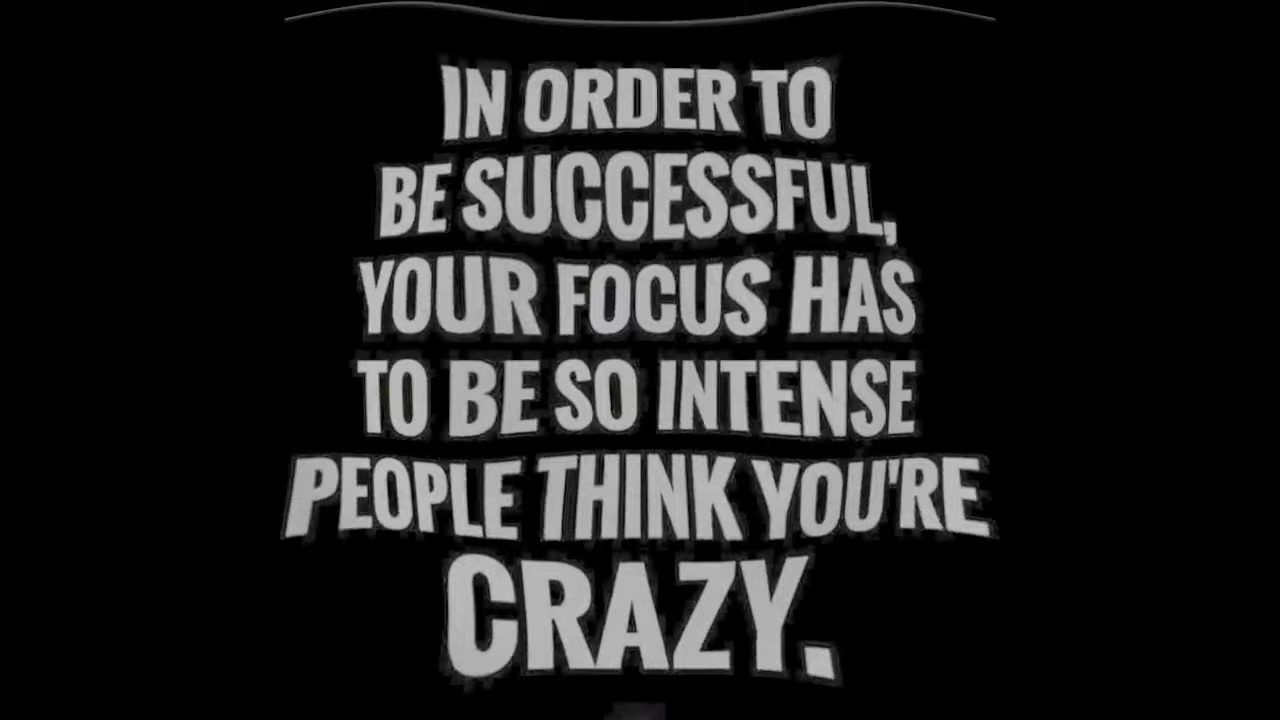 IN ORDER TO
BE SUCCESSFUL,
YOUR FOCUS HAS
TO BE SO INTENSE
PEOPLE THINK YOU'RE
CRAZY.